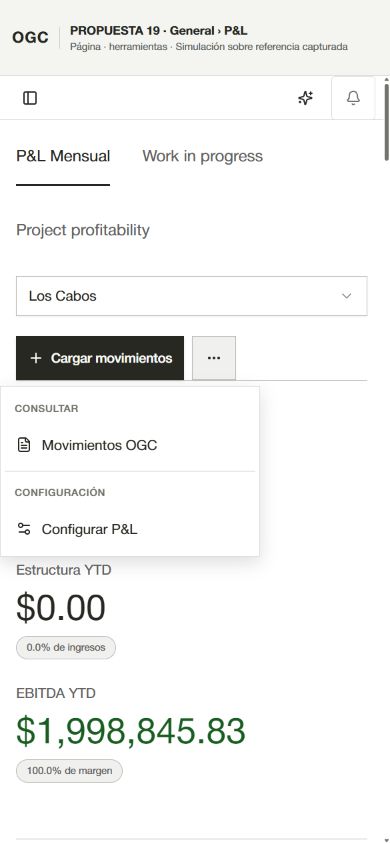 OGC
PROPUESTA 19 · General › P&L
Página · herramientas · Simulación sobre referencia capturada
P&L Mensual
Work in progress
Project profitability
Los Cabos
Cargar movimientos
CONSULTAR
Movimientos OGC
CONFIGURACIÓN
Configurar P&L
Estructura YTD
$0.00
0.0% de ingresos
EBITDA YTD
$1,998,845.83
100.0% de margen